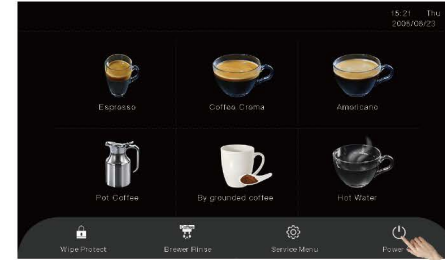 15:21 Thu
2006/06/23
Espresso
Coffee Crema
Americano
Pot Coffee
By grounded coffee
Hot Water
Wipe Protect
Brewer Rinse
Service Menu
Power